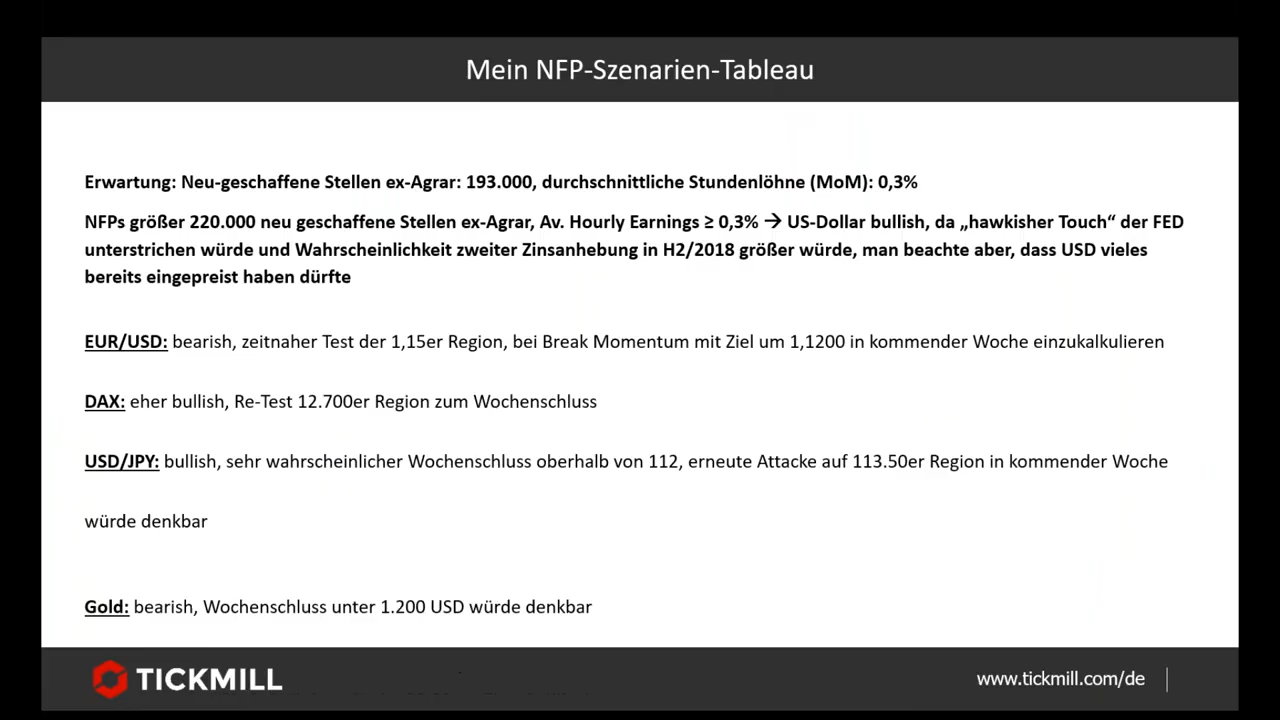 Mein NFP-Szenarien-Tableau
Erwartung: Neu-geschaffene Stellen ex-Agrar: 193.000, durchschnittliche Stundenlöhne (MoM): 0,3%
NFPs größer 220.000 neu geschaffene Stellen ex-Agrar, Av. Hourly Earnings ≥ 0,3% → US-Dollar bullish, da „hawkisher Touch“ der FED
unterstrichen würde und Wahrscheinlichkeit zweiter Zinsanhebung in H2/2018 größer würde, man beachte aber, dass USD vieles
bereits eingepreist haben dürfte
EUR/USD: bearish, zeitnaher Test der 1,15er Region, bei Break Momentum mit Ziel um 1,1200 in kommender Woche einzukalkulieren
DAX: eher bullish, Re-Test 12.700er Region zum Wochenschluss
USD/JPY: bullish, sehr wahrscheinlicher Wochenschluss oberhalb von 112, erneute Attacke auf 113.50er Region in kommender Woche
würde denkbar
Gold: bearish, Wochenschluss unter 1.200 USD würde denkbar
TICKMILL
www.tickmill.com/de